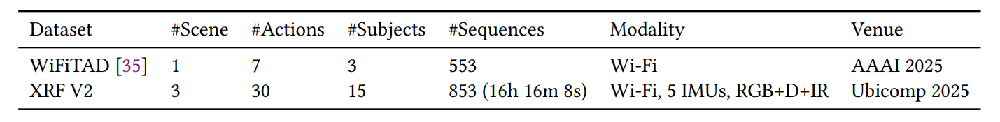 Dataset #Scene #Actions #Subjects #Sequences Modality Venue
WiFiTAD [35] 1 7 3 553 Wi-Fi AAAI 2025
XRF V2 3 30 15 853 (16h 16m 8s) Wi-Fi, 5 IMUs, RGB+D+IR Ubicomp 2025